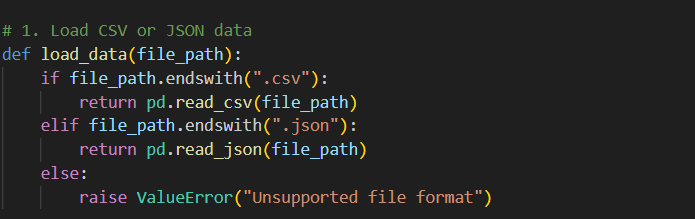 # 1. Load CSV or JSON data
def load_data(file_path):
    if file_path.endswith(".csv"):
        return pd.read_csv(file_path)
    elif file_path.endswith(".json"):
        return pd.read_json(file_path)
    else:
        raise ValueError("Unsupported file format")